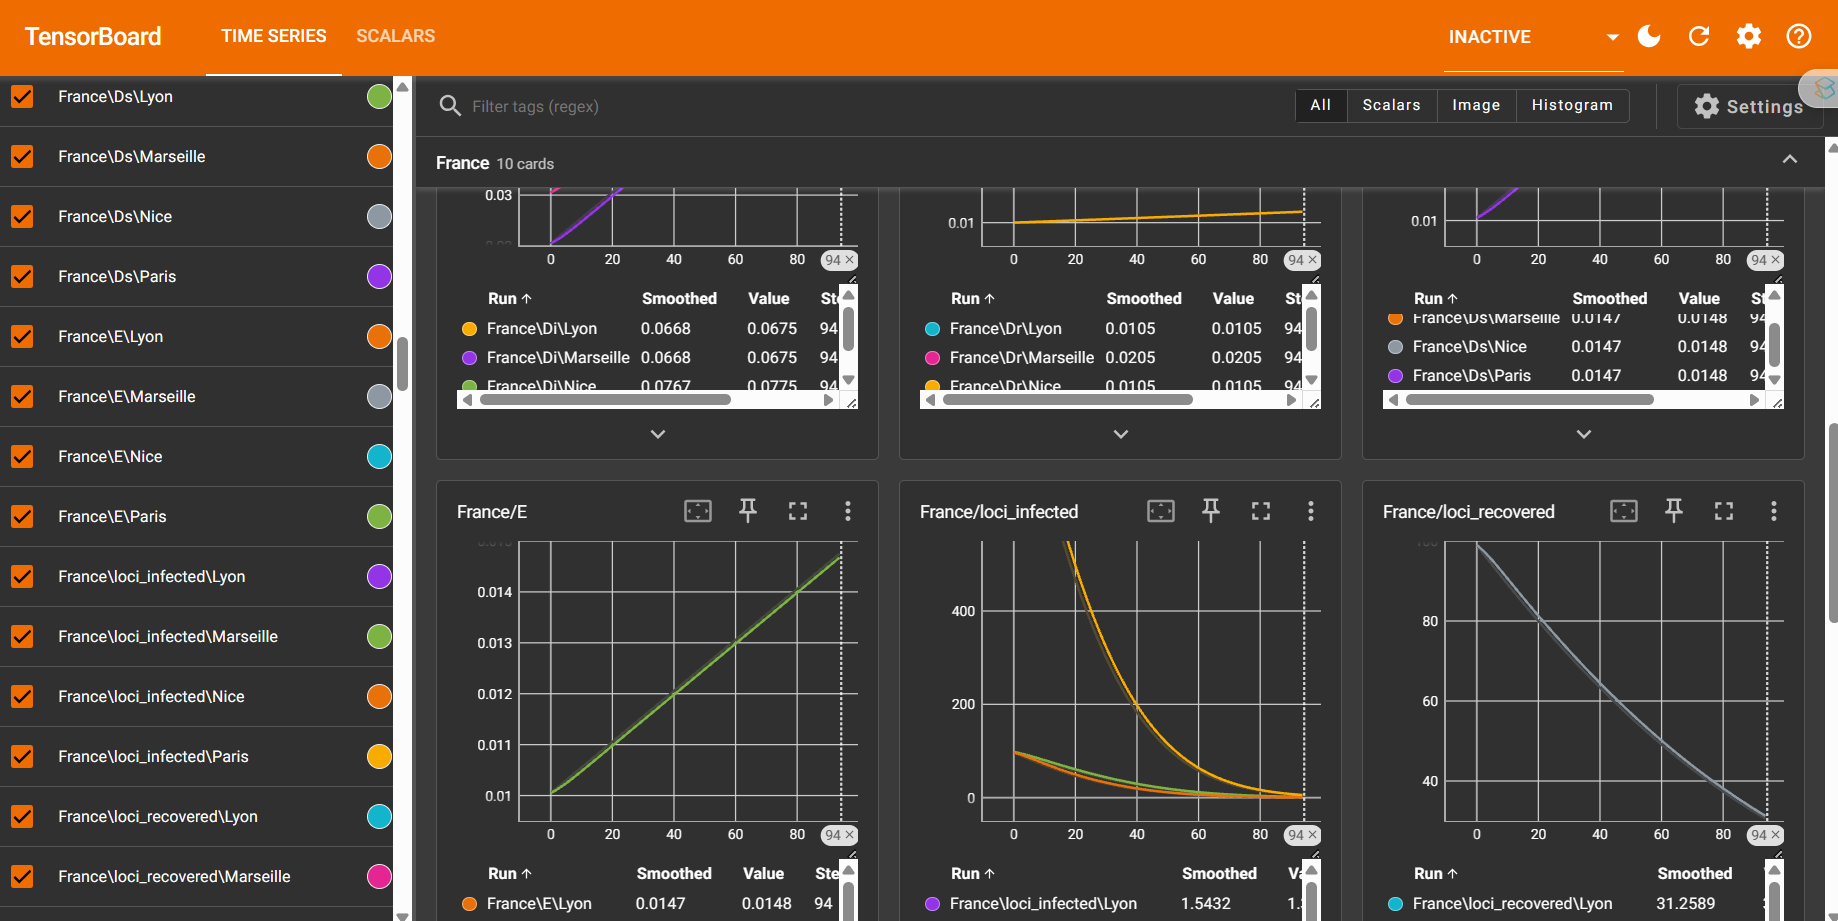 TensorBoard
TIME SERIES
SCALARS
INACTIVE
France\Ds\Lyon
France\Ds\Marseille
France\Ds\Nice
France\Ds\Paris
France\E\Lyon
France\E\Marseille
France\E\Nice
France\E\Paris
France\loci_infected\Lyon
France\loci_infected\Marseille
France\loci_infected\Nice
France\loci_infected\Paris
France\loci_recovered\Lyon
France\loci_recovered\Marseille
Filter tags (regex)
All Scalars Image Histogram
Settings
France 10 cards
0.03
0 20 40 60 80 94 ×
Run ↑ Smoothed Value
France\Di\Lyon 0.0668 0.0675 94
France\Di\Marseille 0.0668 0.0675 94
France\Di\Nice 0.0767 0.0775 94
0.01
0 20 40 60 80 94 ×
Run ↑ Smoothed Value
France\Dr\Lyon 0.0105 0.0105 94
France\Dr\Marseille 0.0205 0.0205 94
France\Dr\Nice 0.0105 0.0105 94
0.01
0 20 40 60 80 94 ×
Run ↑ Smoothed Value
France\Ds\Marseille 0.0147 0.0148 94
France\Ds\Nice 0.0147 0.0148 94
France\Ds\Paris 0.0147 0.0148 94
France/E
0.014
0.013
0.012
0.011
0.01
0 20 40 60 80 94 ×
Run ↑ Smoothed Value Ste
France\E\Lyon 0.0147 0.0148 94
France/loci_infected
400
200
0
0 20 40 60 80 94 ×
Run ↑ Smoothed
France\loci_infected\Lyon 1.5432
France/loci_recovered
80
60
40
0 20 40 60 80 94 ×
Run ↑ Smoothed
France\loci_recovered\Lyon 31.2589